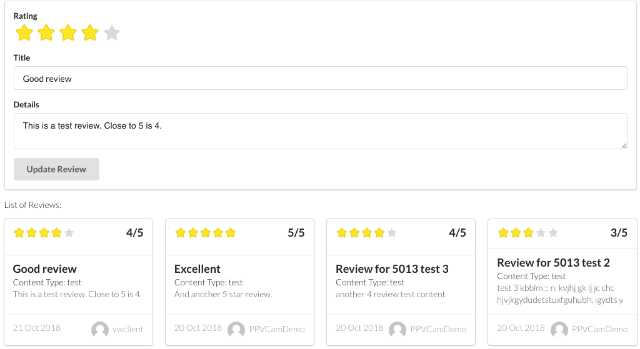 Rating
Title
Good review
Details
This is a test review. Close to 5 is 4.
Update Review
List of Reviews:
4/5
Good review
Content Type: test
This is a test review. Close to 5 is 4.
21 Oct 2018
vwclient
5/5
Excellent
Content Type: test
And another 5 star review.
20 Oct 2018
PPVCamDemo
4/5
Review for 5013 test 3
Content Type: test
another 4 review test content
20 Oct 2018
PPVCamDemo
3/5
Review for 5013 test 2
Content Type: test
test 3 kbblm ;; n. kvjhj gk lj jc chc
hjvjkgydudetstuxfguhubh. igydts y
20 Oct 2018
PPVCamDemo